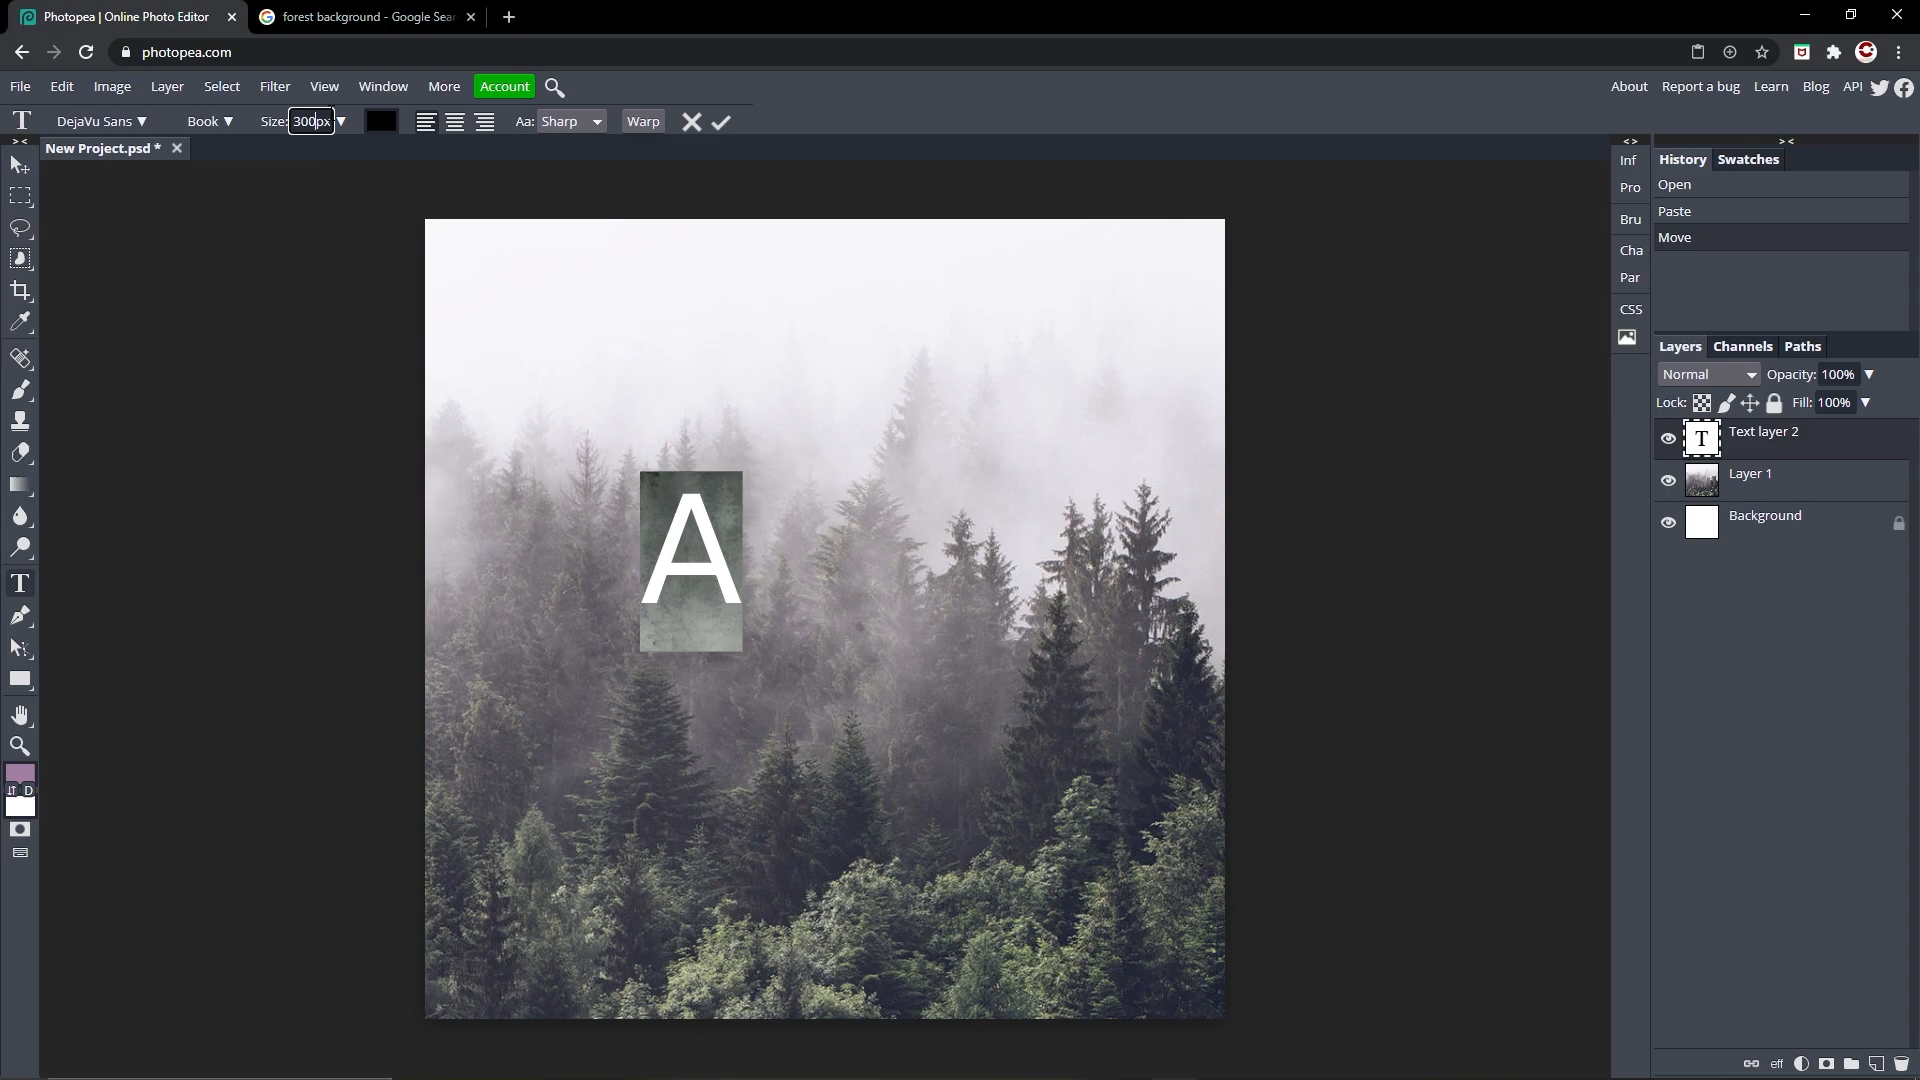 Photopea | Online Photo Editor
forest background - Google Sear
photopea.com
File Edit Image Layer Select Filter View Window More Account
About Report a bug Learn Blog API
T DejaVu Sans Book Size: 300px Aa: Sharp Warp
New Project.psd *
Inf
Pro
Bru
Cha
Par
CSS
History Swatches
Open
Paste
Move
Layers Channels Paths
Normal Opacity: 100%
Lock: Fill: 100%
T Text layer 2
Layer 1
Background
A
T
D
eff